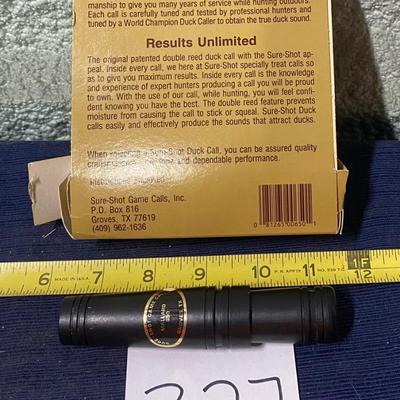 manship to give you many years of service while hunting outdoors.
Each call is carefully tuned and tested by professional hunters and
tuned by a World Champion Duck Caller to obtain the true duck sound.
Results Unlimited
The original patented double reed duck call with the Sure-Shot ap-
peal. Inside every call, we here at Sure-Shot specially treat calls so
as to give you maximum results. Inside every call is the knowledge
and experience of expert hunters producing a call you will be proud
to own. With the use of our call, while hunting, you will feel confi-
dent knowing you have the best. The double reed feature prevents
moisture from causing the call to stick or squeal. Sure-Shot Duck
calls easily and effectively produce the sounds that attract ducks.
When you a Sure-Shot Duck Call, you can be assured quality
and dependable performance.
Sure-Shot Game Calls, Inc.
P.O. Box 816
Groves, TX 77619
(409) 962-1636
0 81265 00650 1
6 MADE IN U.S.A. 7 8 9 10 11 12
227